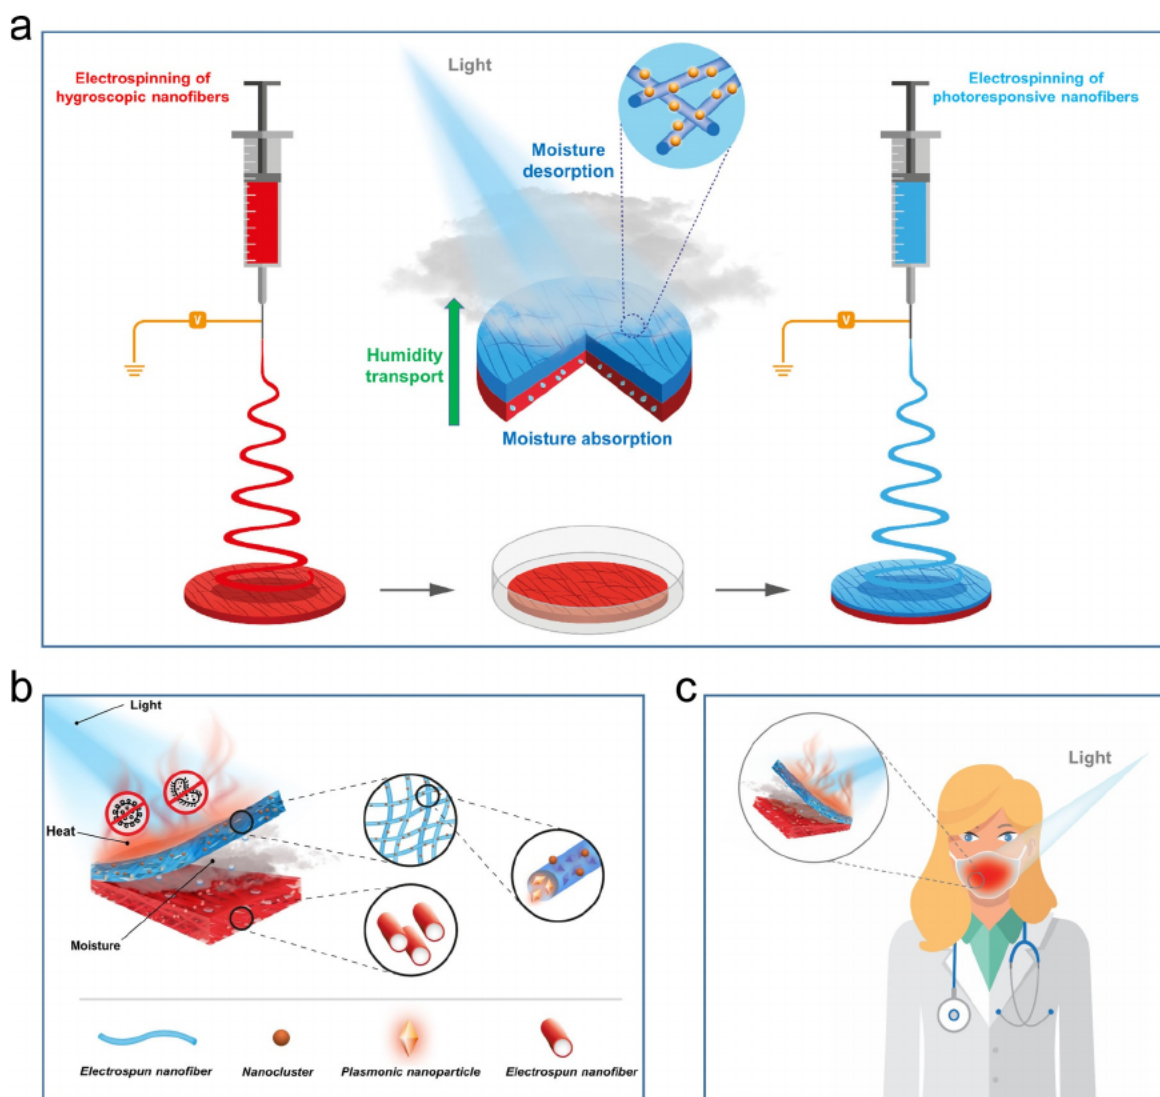 a
Electrospinning of
hygroscopic nanofibers
Light
Moisture
desorption
Electrospinning of
photoresponsive nanofibers
V
V
Humidity
transport
Moisture absorption
b
Light
Heat
Moisture
Electrospun nanofiber
Nanocluster
Plasmonic nanoparticle
Electrospun nanofiber
c
Light